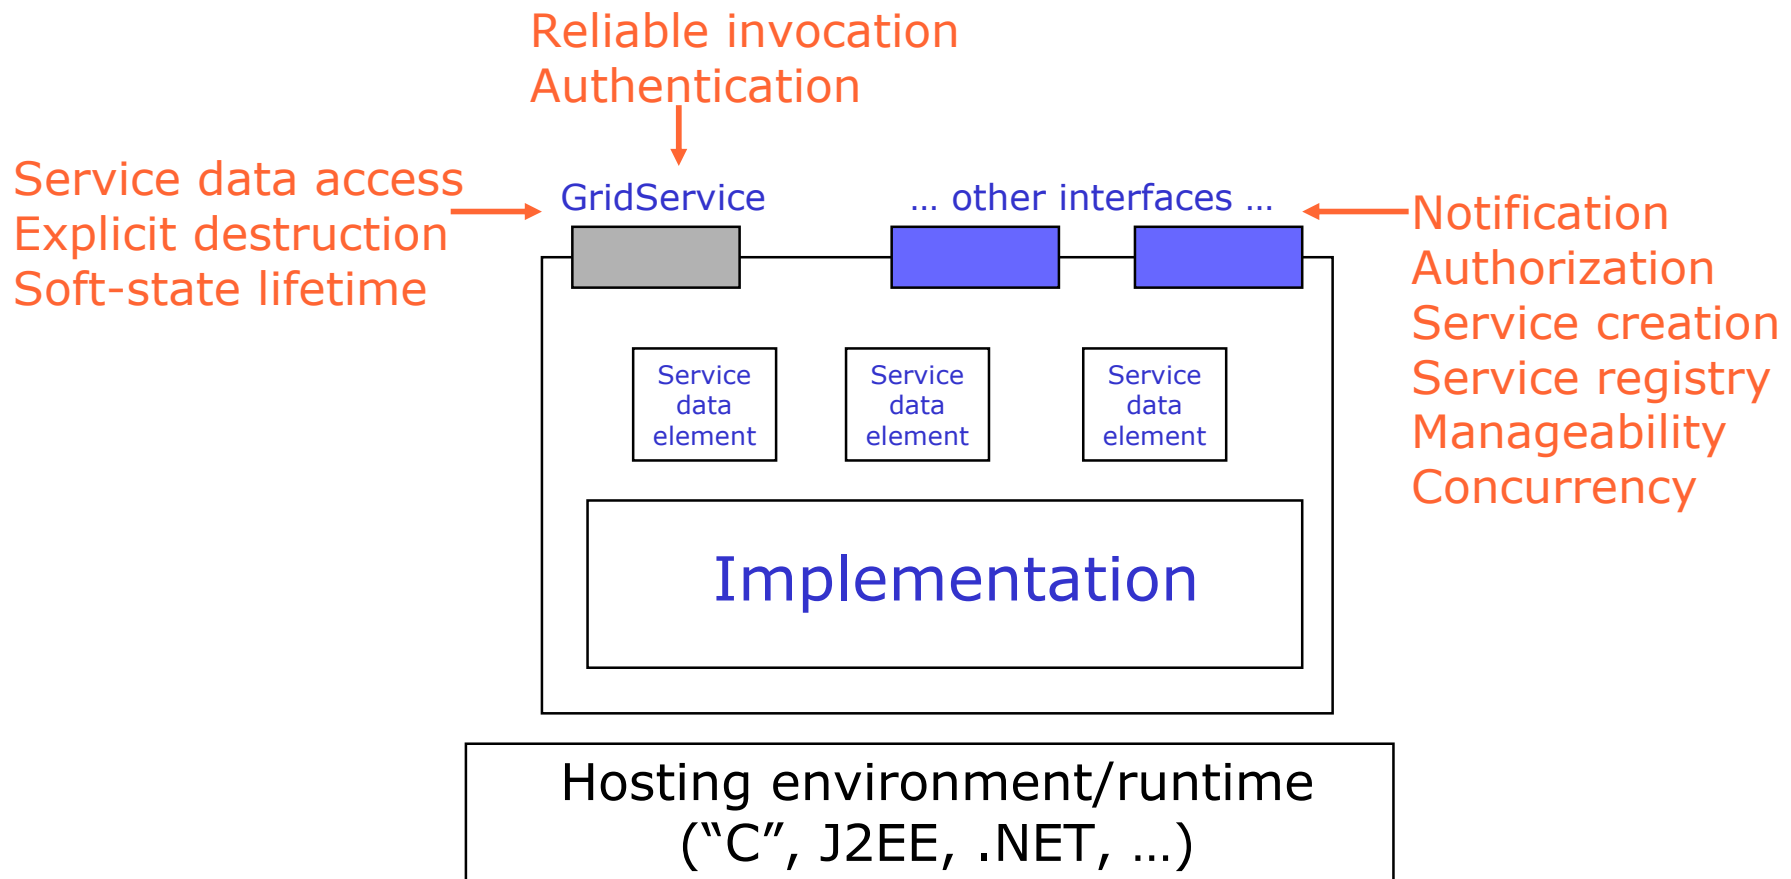 Reliable invocation
Authentication
Service data access
Explicit destruction
Soft-state lifetime
GridService
... other interfaces ...
Notification
Authorization
Service creation
Service registry
Manageability
Concurrency
Service
data
element
Service
data
element
Service
data
element
Implementation
Hosting environment/runtime
(“C”, J2EE, .NET, ...)